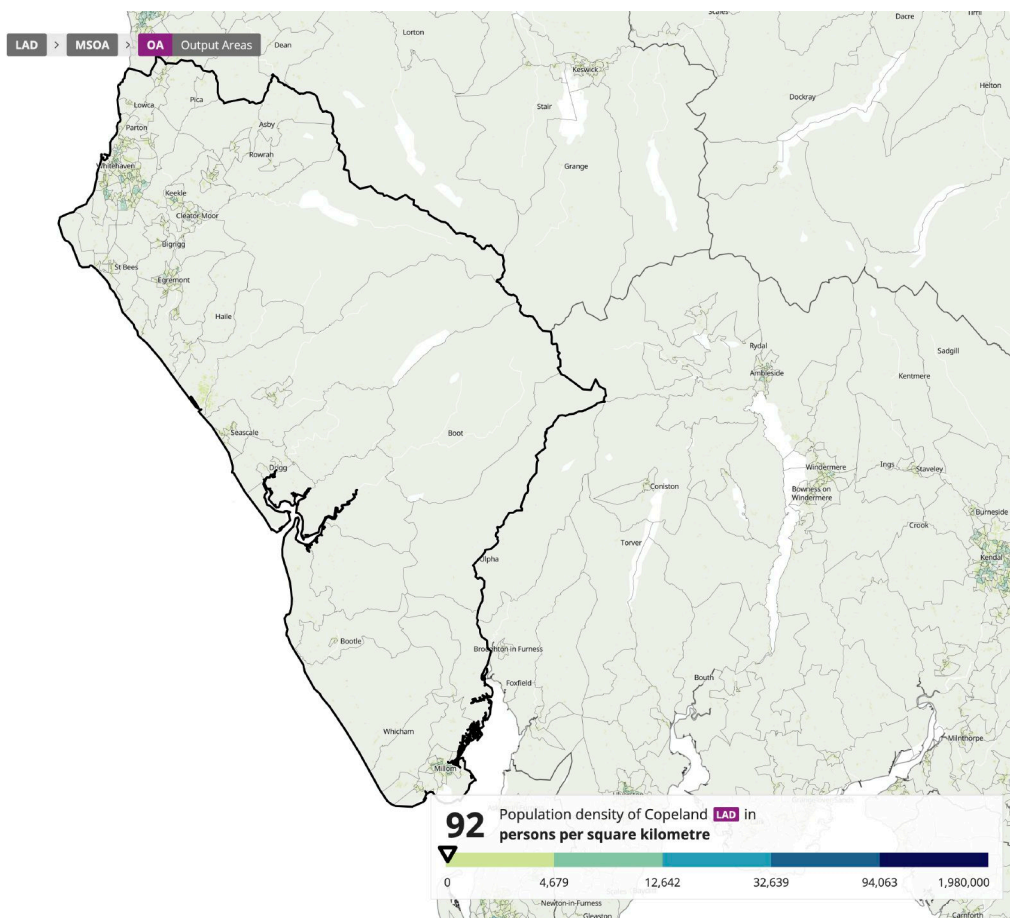 Scales
Dacre
Tirril
Lorton
LAD > MSOA > OA Output Areas
Dean
Keswick
Helton
Pica
Lowca
Stair
Dockray
Parton
Asby
Rowrah
Whitehaven
Grange
Keekle
Cleator Moor
Bigrigg
St Bees
Egremont
Haile
Rydal
Sadgill
Ambleside
Kentmere
Seascale
Boot
Drigg
Windermere
Ings
Staveley
Coniston
Bowness on
Windermere
Burneside
Crook
Torver
Kendal
Ulpha
Bootle
Broughton in Furness
Bouth
Foxfield
Whicham
Milnthorpe
Millom
92
Population density of Copeland LAD in
persons per square kilometre
0 4,679 12,642 32,639 94,063 1,980,000
Newton-in-Furness
Gleaston
Carnforth